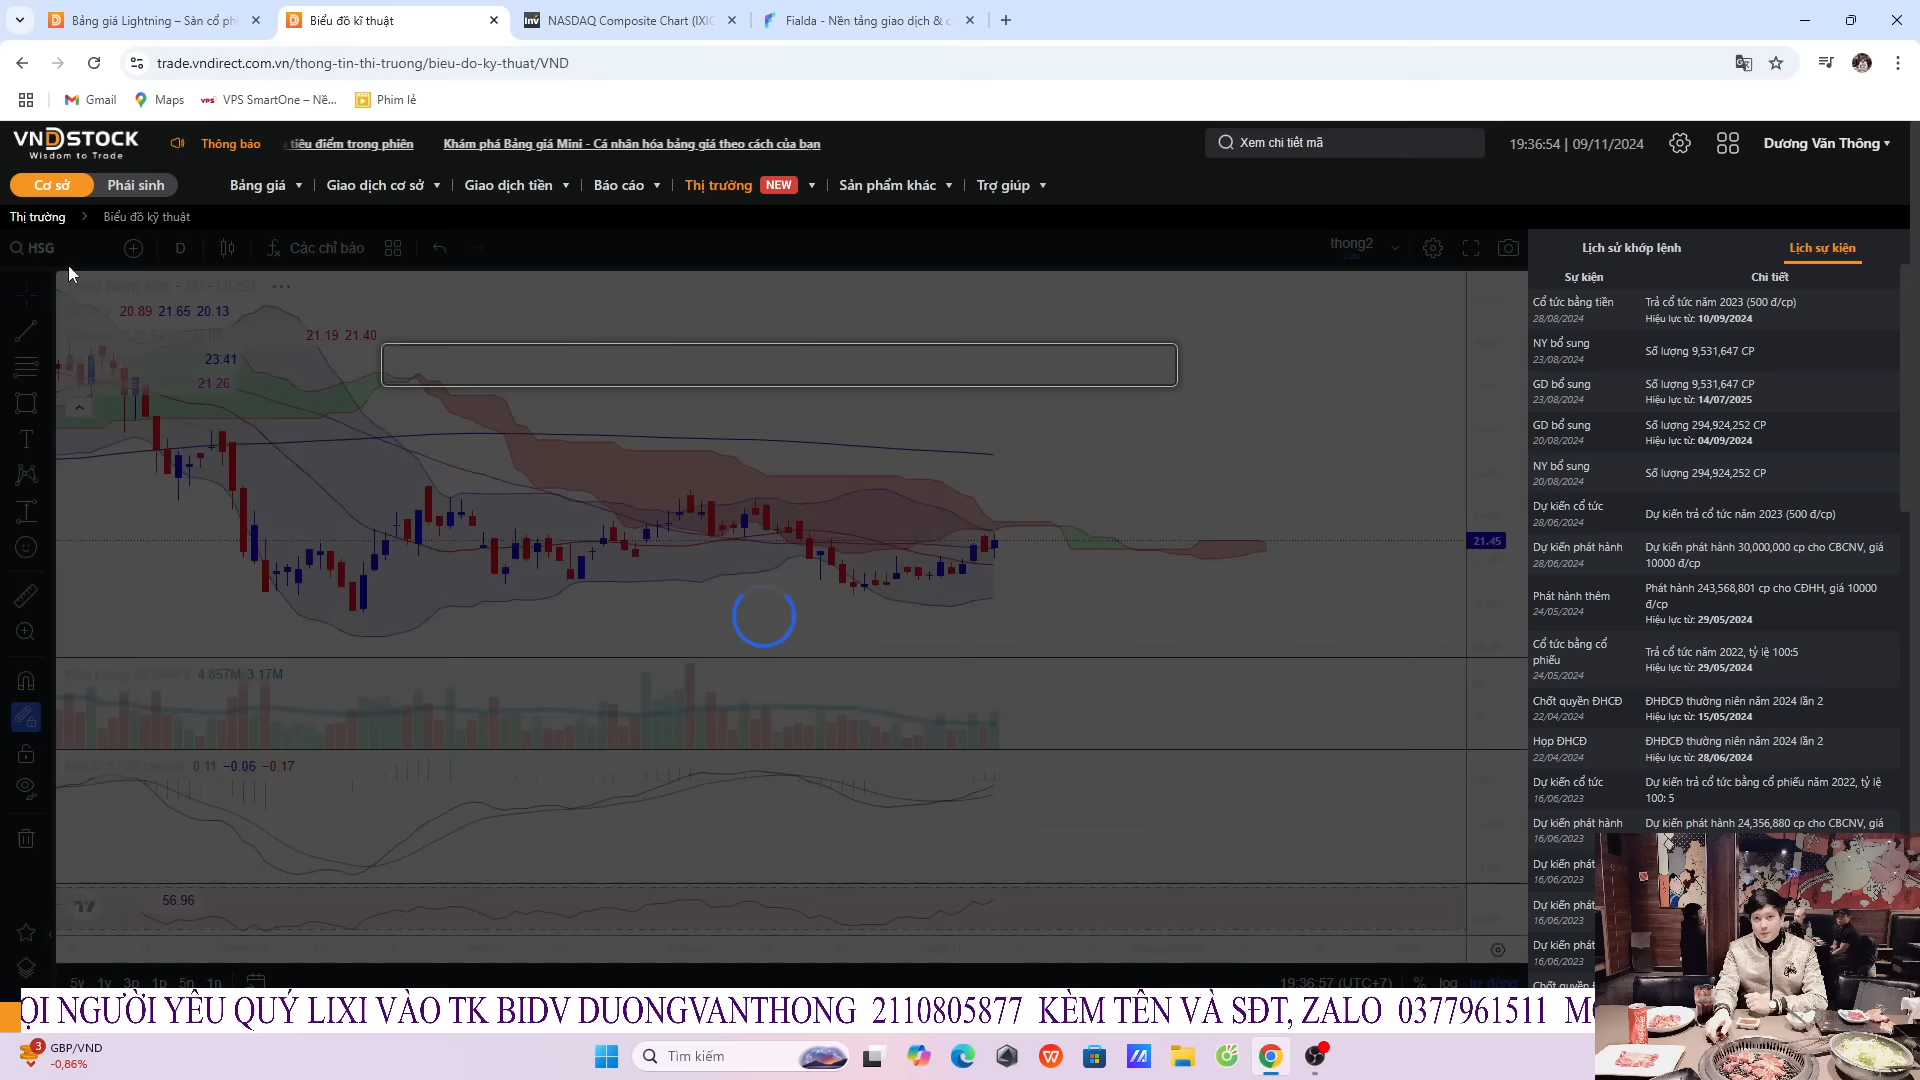 Bảng giá Lightning – Sàn cổ ph
Biểu đồ kĩ thuật
NASDAQ Composite Chart (IXIC
Fialda - Nền tảng giao dịch & c
trade.vndirect.com.vn/thong-tin-thi-truong/bieu-do-ky-thuat/VND
Gmail
Maps
VPS SmartOne – Nề...
Phim lẻ
VNDSTOCK
Wisdom to Trade
Thông báo
tiêu điểm trong phiên
Khám phá Bảng giá Mini - Cá nhân hóa bảng giá theo cách của bạn
Xem chi tiết mã
19:36:54 | 09/11/2024
Dương Văn Thông
Cơ sở
Phái sinh
Bảng giá
Giao dịch cơ sở
Giao dịch tiền
Báo cáo
Thị trường NEW
Sản phẩm khác
Trợ giúp
Thị trường
Biểu đồ kỹ thuật
HSG
D
Các chỉ báo
thong2
Lưu
20.89 21.65 20.13
21.19 21.40
23.41
21.26
21.45
4.857M 3.17M
0.11 −0.06 −0.17
56.96
5y 1y 3p 1p 5n 1n
19:36:57 (UTC+7)
% log tự động
Lịch sử khớp lệnh
Lịch sự kiện
Sự kiện
Chi tiết
Cổ tức bằng tiền
28/08/2024
Trả cổ tức năm 2023 (500 đ/cp)
Hiệu lực từ: 10/09/2024
NY bổ sung
23/08/2024
Số lượng 9,531,647 CP
GD bổ sung
23/08/2024
Số lượng 9,531,647 CP
Hiệu lực từ: 14/07/2025
GD bổ sung
20/08/2024
Số lượng 294,924,252 CP
Hiệu lực từ: 04/09/2024
NY bổ sung
20/08/2024
Số lượng 294,924,252 CP
Dự kiến cổ tức
28/06/2024
Dự kiến trả cổ tức năm 2023 (500 đ/cp)
Dự kiến phát hành
28/06/2024
Dự kiến phát hành 30,000,000 cp cho CBCNV, giá
10000 đ/cp
Phát hành thêm
24/05/2024
Phát hành 243,568,801 cp cho CĐHH, giá 10000
đ/cp
Hiệu lực từ: 29/05/2024
Cổ tức bằng cổ
phiếu
24/05/2024
Trả cổ tức năm 2022, tỷ lệ 100:5
Hiệu lực từ: 29/05/2024
Chốt quyền ĐHCĐ
22/04/2024
ĐHĐCĐ thường niên năm 2024 lần 2
Hiệu lực từ: 15/05/2024
Họp ĐHCĐ
22/04/2024
ĐHĐCĐ thường niên năm 2024 lần 2
Hiệu lực từ: 28/06/2024
Dự kiến cổ tức
16/06/2023
Dự kiến trả cổ tức bằng cổ phiếu năm 2022, tỷ lệ
100: 5
Dự kiến phát hành
16/06/2023
Dự kiến phát hành 24,356,880 cp cho CBCNV, giá
Dự kiến phát
16/06/2023
Dự kiến phát
16/06/2023
Dự kiến phát
16/06/2023
Chốt quyền
ỌI NGƯỜI YÊU QUÝ LIXI VÀO TK BIDV DUONGVANTHONG 2110805877 KÈM TÊN VÀ SĐT, ZALO 0377961511 M
3
GBP/VND
-0,86%
Tìm kiếm